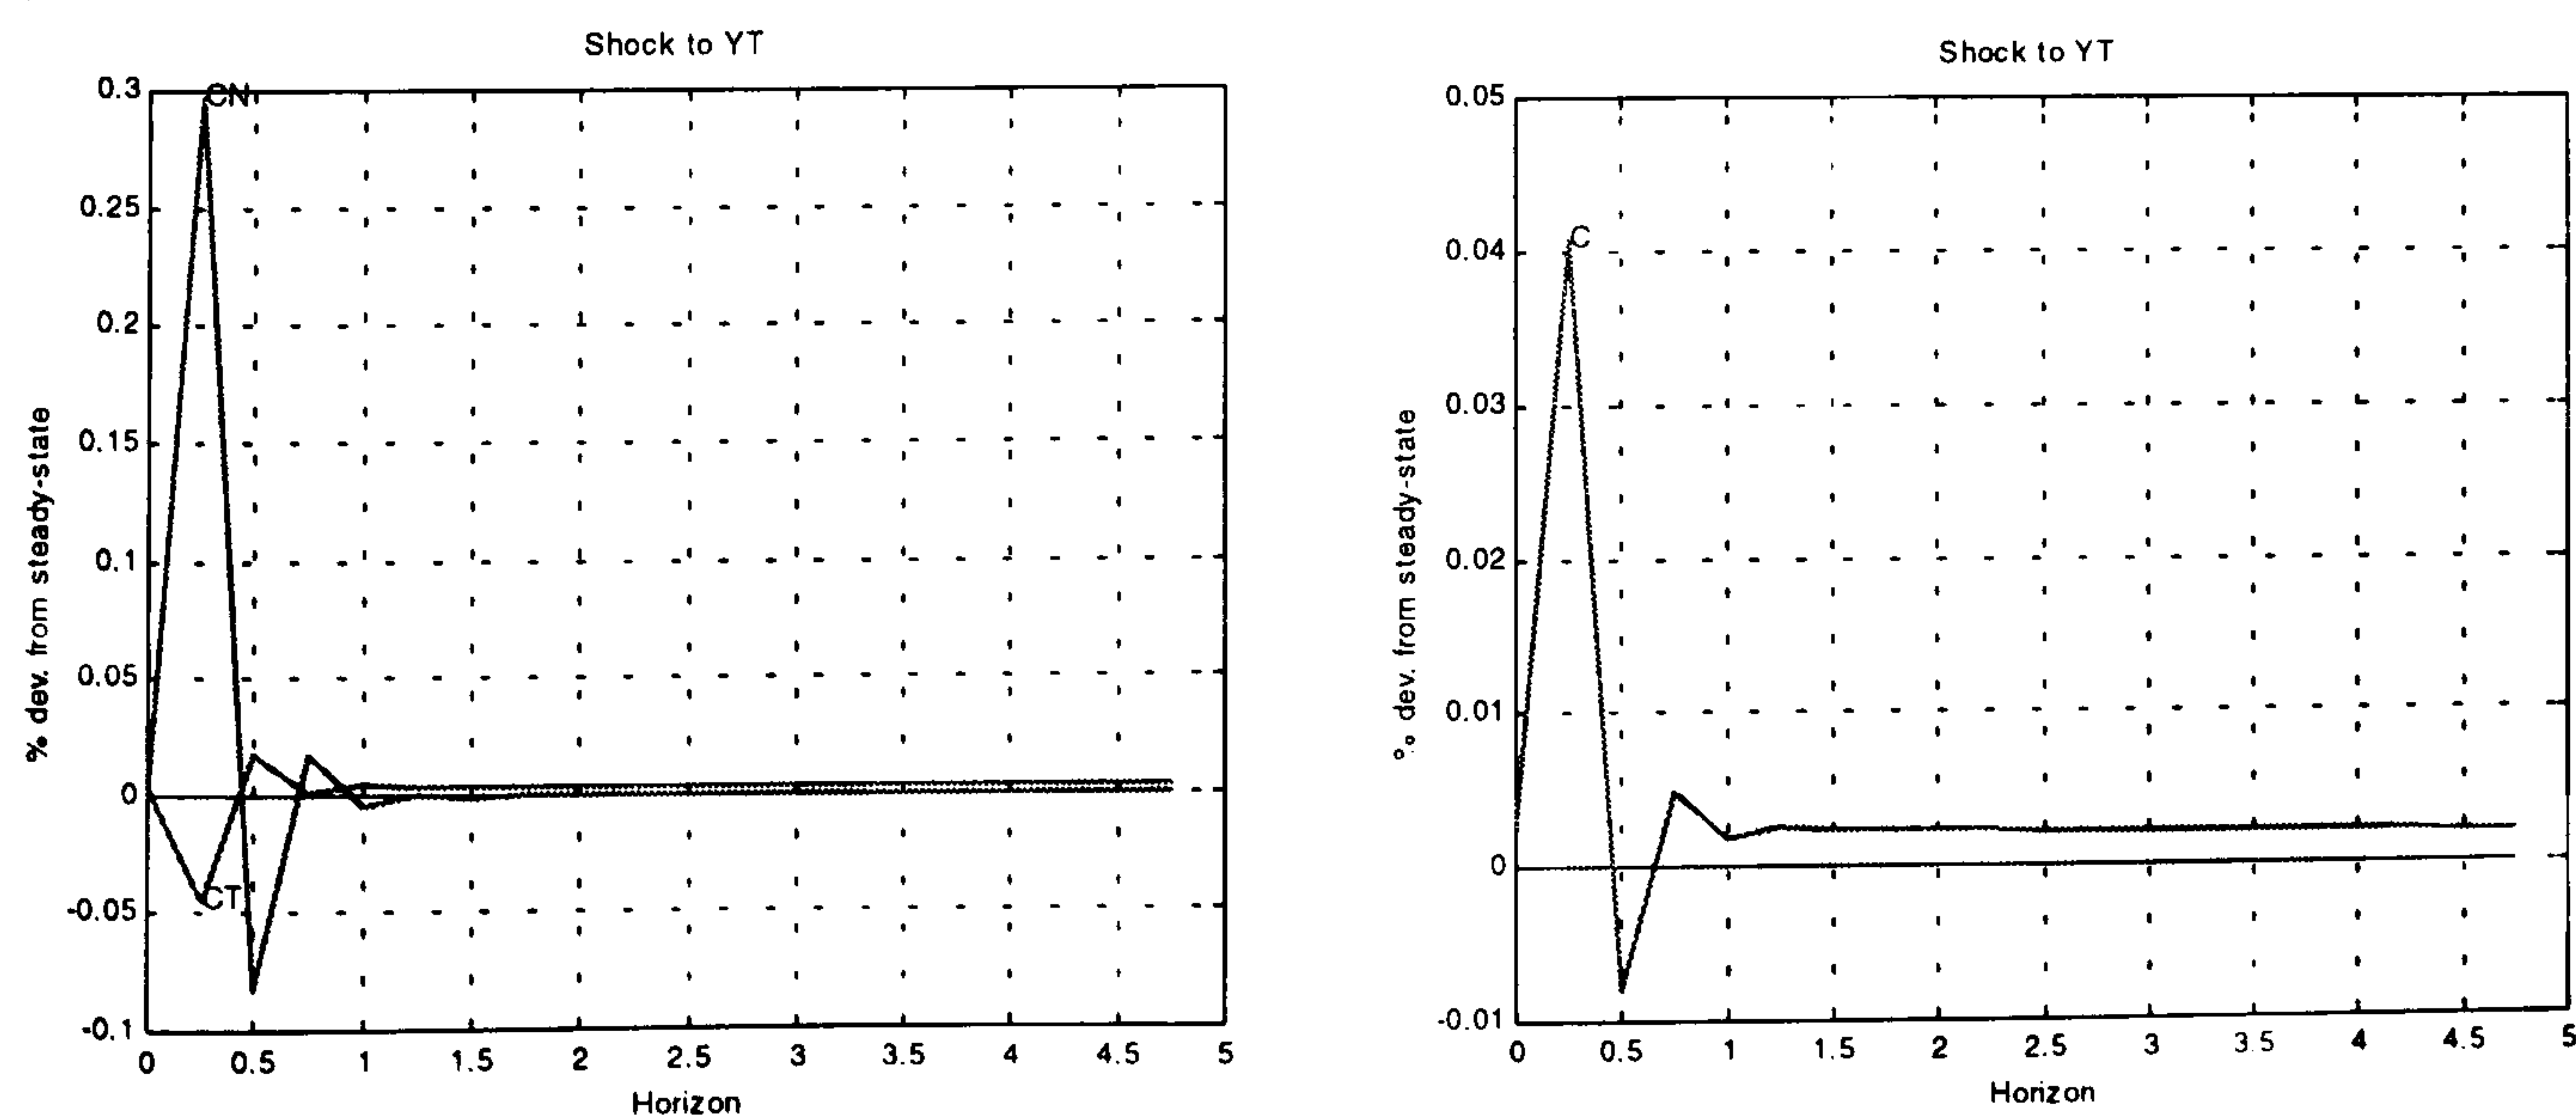 Shock to YT
0.3
0.25
0.2
0.15
0.1
0.05
0
-0.05
-0.1
% dev. from steady-state
CN
CT
0 0.5 1 1.5 2 2.5 3 3.5 4 4.5 5
Horizon
Shock to YT
0.05
0.04
0.03
0.02
0.01
0
-0.01
% dev. from steady-state
C
0 0.5 1 1.5 2 2.5 3 3.5 4 4.5 5
Horizon